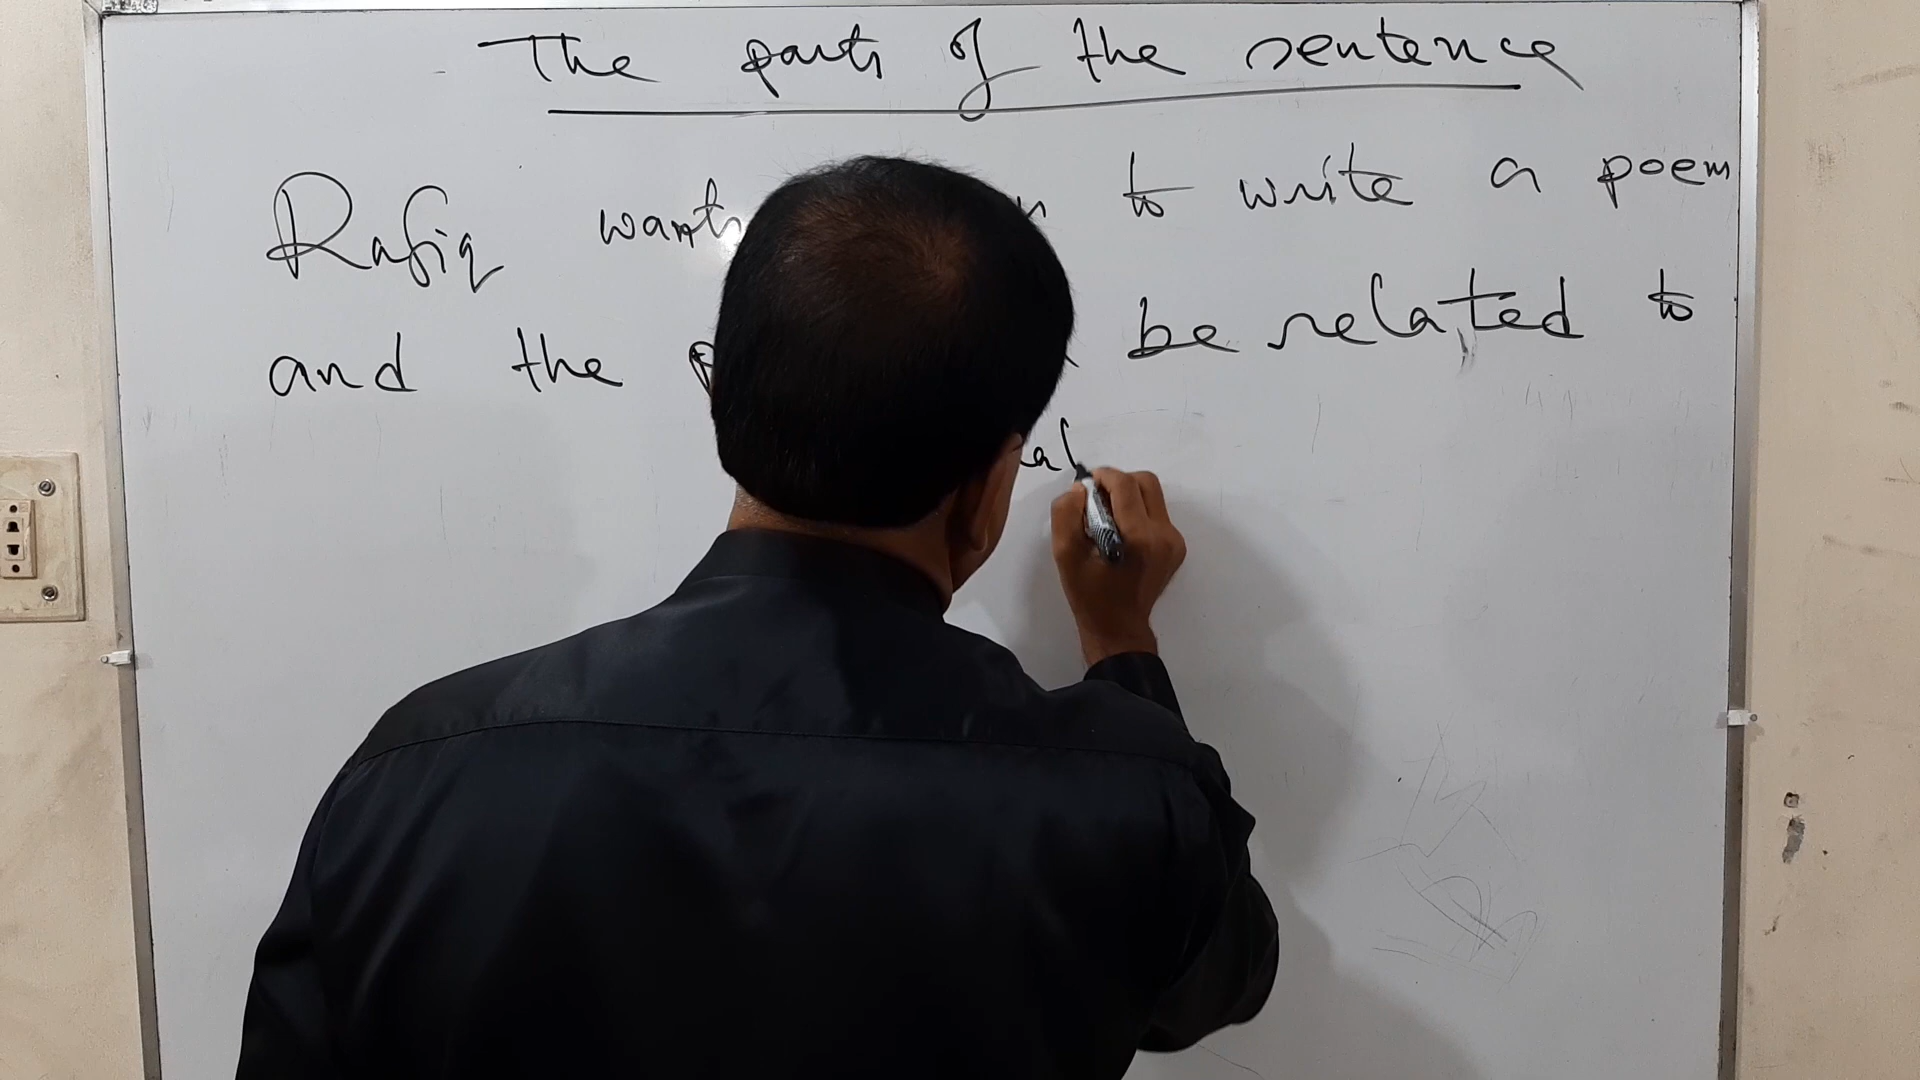 The parts of the sentence
Rafiq wants to write a poem
and the be related to